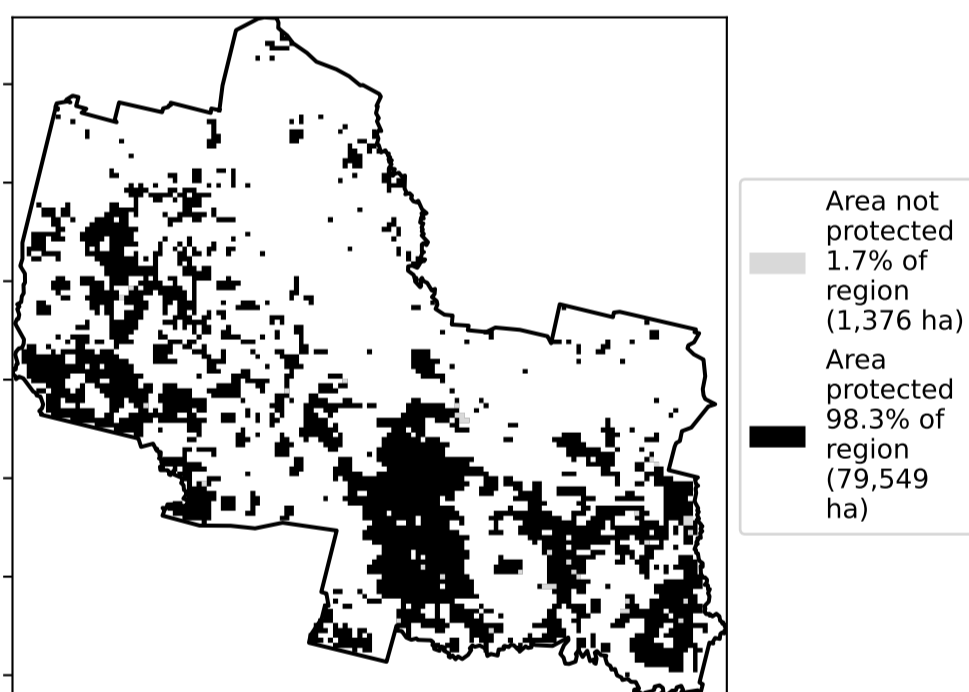 Area not
protected
1.7% of
region
(1,376 ha)
Area
protected
98.3% of
region
(79,549
ha)